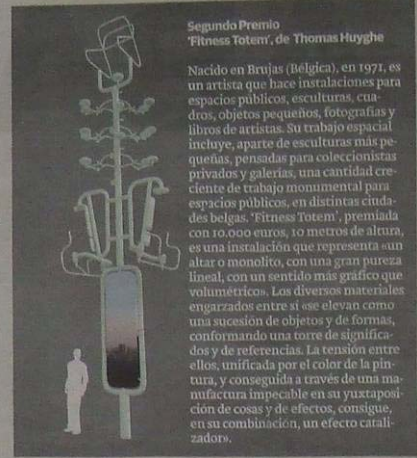 Segundo Premio
'Fitness Totem', de Thomas Huyghe
Nacido en Brujas (Bélgica), en 1971, es
un artista que hace instalaciones para
espacios públicos, esculturas, cua-
dros, objetos pequeños, fotografías y
libros de artistas. Su trabajo espacial
incluye, aparte de esculturas más pe-
queñas, pensadas para coleccionistas
privados y galerías, una cantidad cre-
ciente de trabajo monumental para
espacios públicos, en distintas ciuda-
des belgas. 'Fitness Totem', premiada
con 10.000 euros, 10 metros de altura,
es una instalación que representa «un
altar o monolito, con una gran pureza
lineal, con un sentido más gráfico que
volumétrico». Los diversos materiales
engarzados entre sí «se elevan como
una sucesión de objetos y de formas,
conformando una torre de significa-
dos y de referencias. La tensión entre
ellos, unificada por el color de la pin-
tura, y conseguida a través de una ma-
nufactura impecable en su yuxtaposi-
ción de cosas y de efectos, consigue,
en su combinación, un efecto catali-
zador».